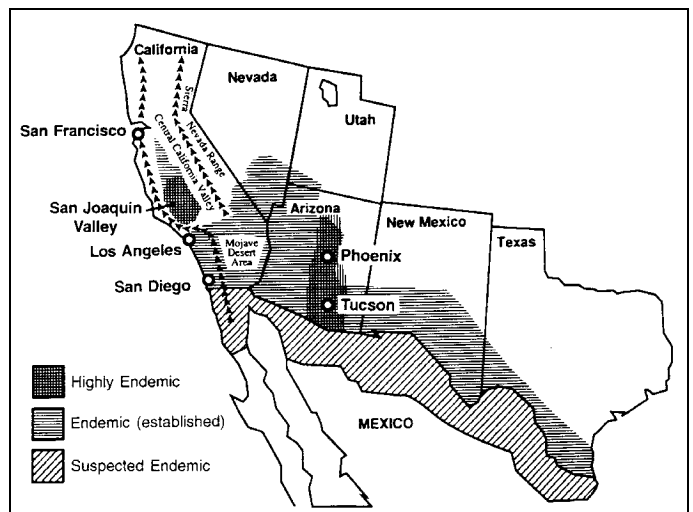 California
Nevada
Utah
Sierra Nevada Range
Central California Valley
San Francisco
San Joaquin
Valley
Arizona
New Mexico
Texas
Los Angeles
Mojave
Desert
Area
Phoenix
San Diego
Tucson
Highly Endemic
Endemic (established)
Suspected Endemic
MEXICO